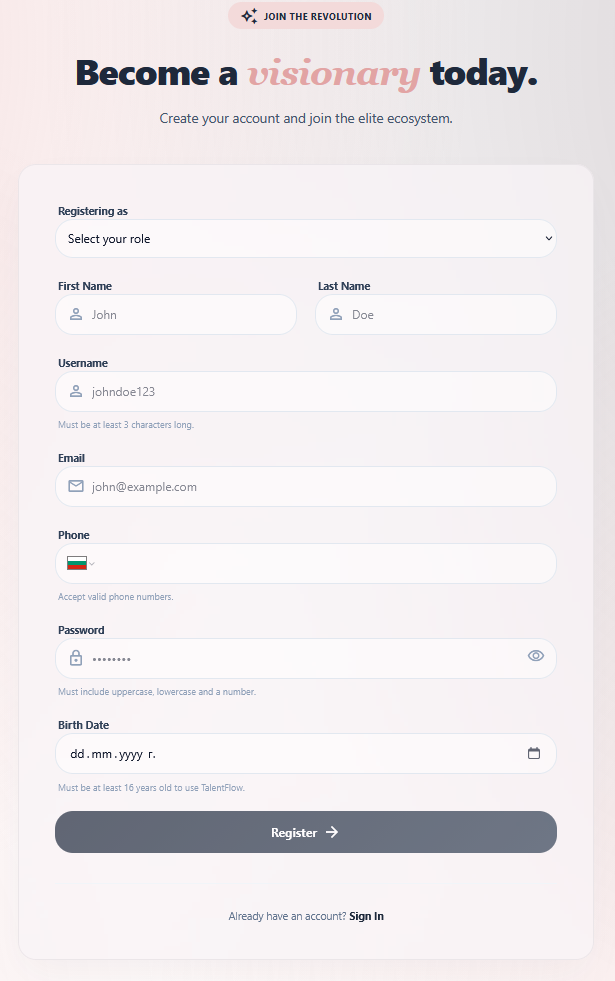 JOIN THE REVOLUTION
Become a visionary today.
Create your account and join the elite ecosystem.
Registering as
Select your role
First Name Last Name
John Doe
Username
johndoe123
Must be at least 3 characters long.
Email
john@example.com
Phone
Accept valid phone numbers.
Password
••••••••
Must include uppercase, lowercase and a number.
Birth Date
dd.mm.yyyy г.
Must be at least 16 years old to use TalentFlow.
Register →
Already have an account? Sign In